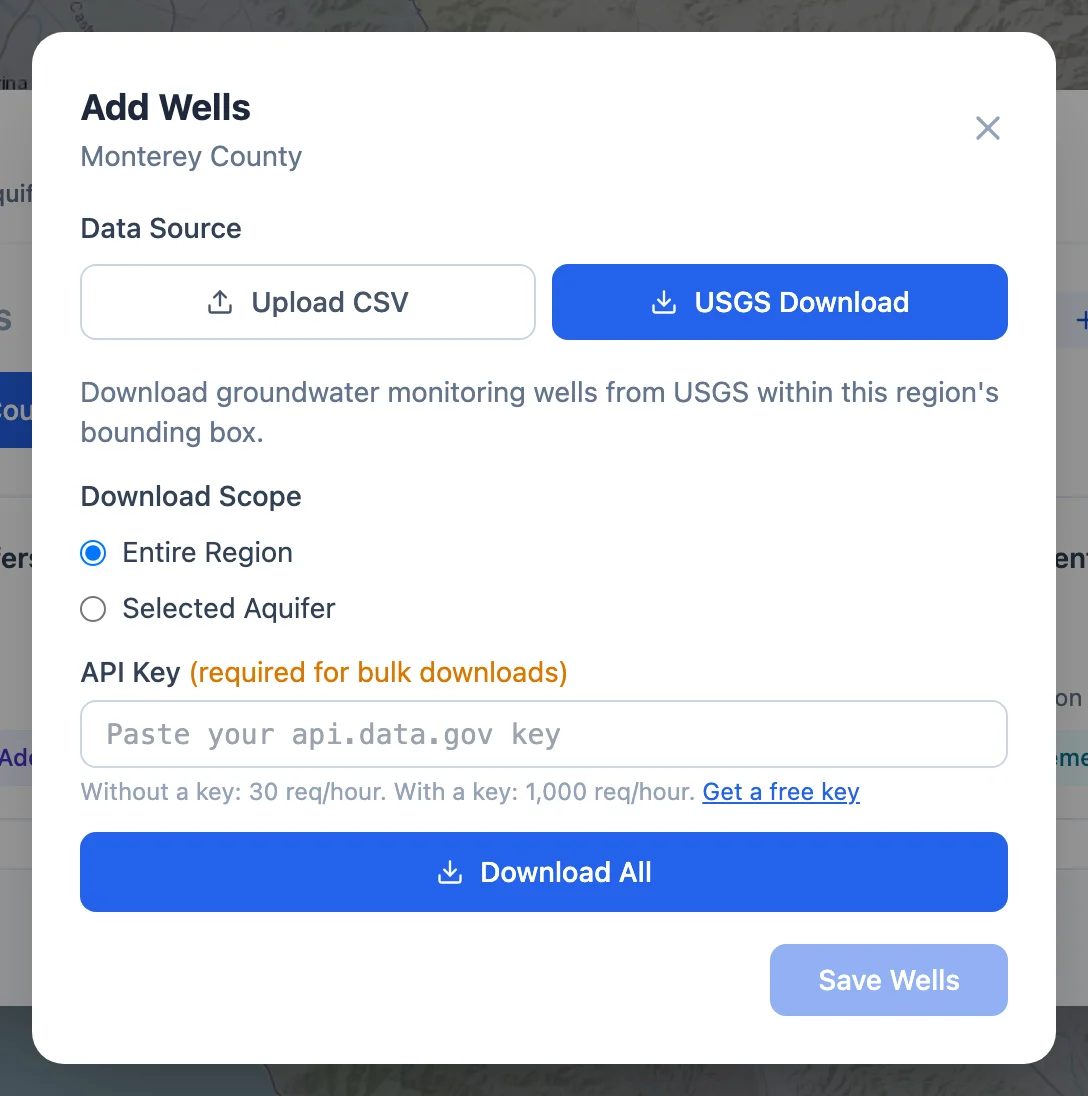 Add Wells
Monterey County
Data Source
Upload CSV
USGS Download
Download groundwater monitoring wells from USGS within this region's
bounding box.
Download Scope
Entire Region
Selected Aquifer
API Key (required for bulk downloads)
Paste your api.data.gov key
Without a key: 30 req/hour. With a key: 1,000 req/hour. Get a free key
Download All
Save Wells